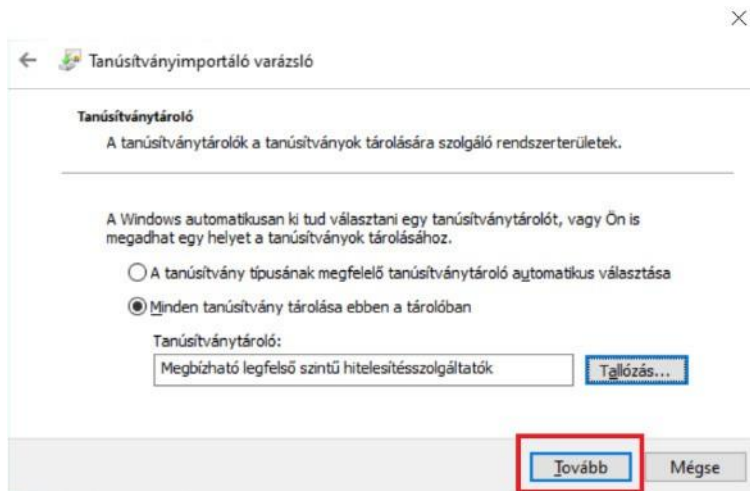 Tanúsítványimportáló varázsló
Tanúsítványtároló
A tanúsítványtárolók a tanúsítványok tárolására szolgáló rendszerterületek.
A Windows automatikusan ki tud választani egy tanúsítványtárolót, vagy Ön is
megadhat egy helyet a tanúsítványok tárolásához.
A tanúsítvány típusának megfelelő tanúsítványtároló automatikus választása
Minden tanúsítvány tárolása ebben a tárolóban
Tanúsítványtároló:
Megbízható legfelső szintű hitelesítésszolgáltatók
Tallózás...
Tovább
Mégse